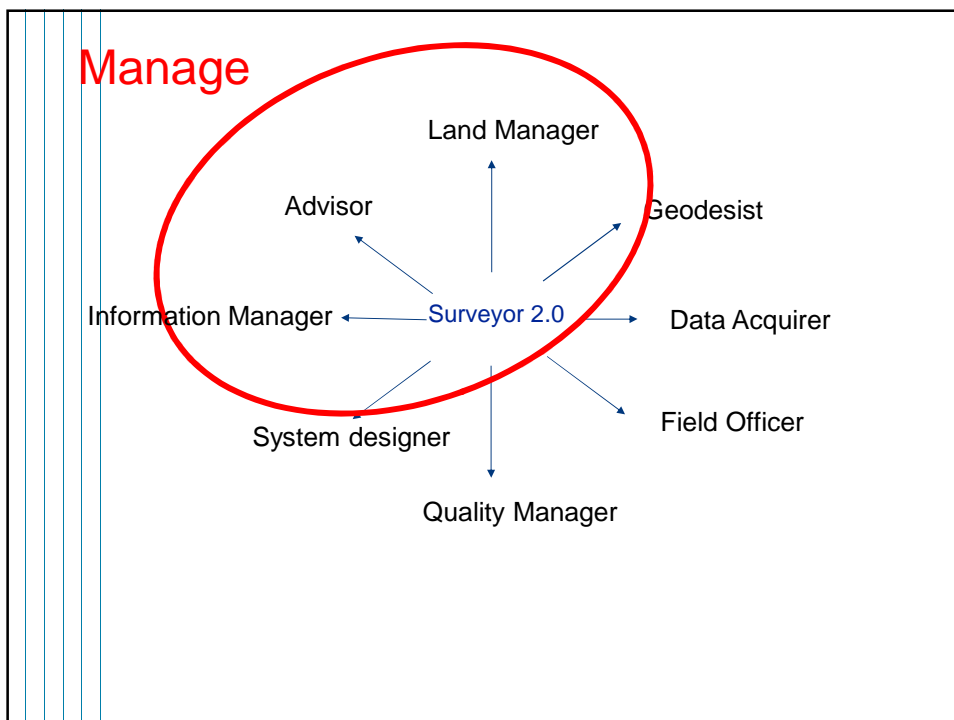 Manage
Land Manager
Advisor
Geodesist
Information Manager
Surveyor 2.0
Data Acquirer
Field Officer
System designer
Quality Manager